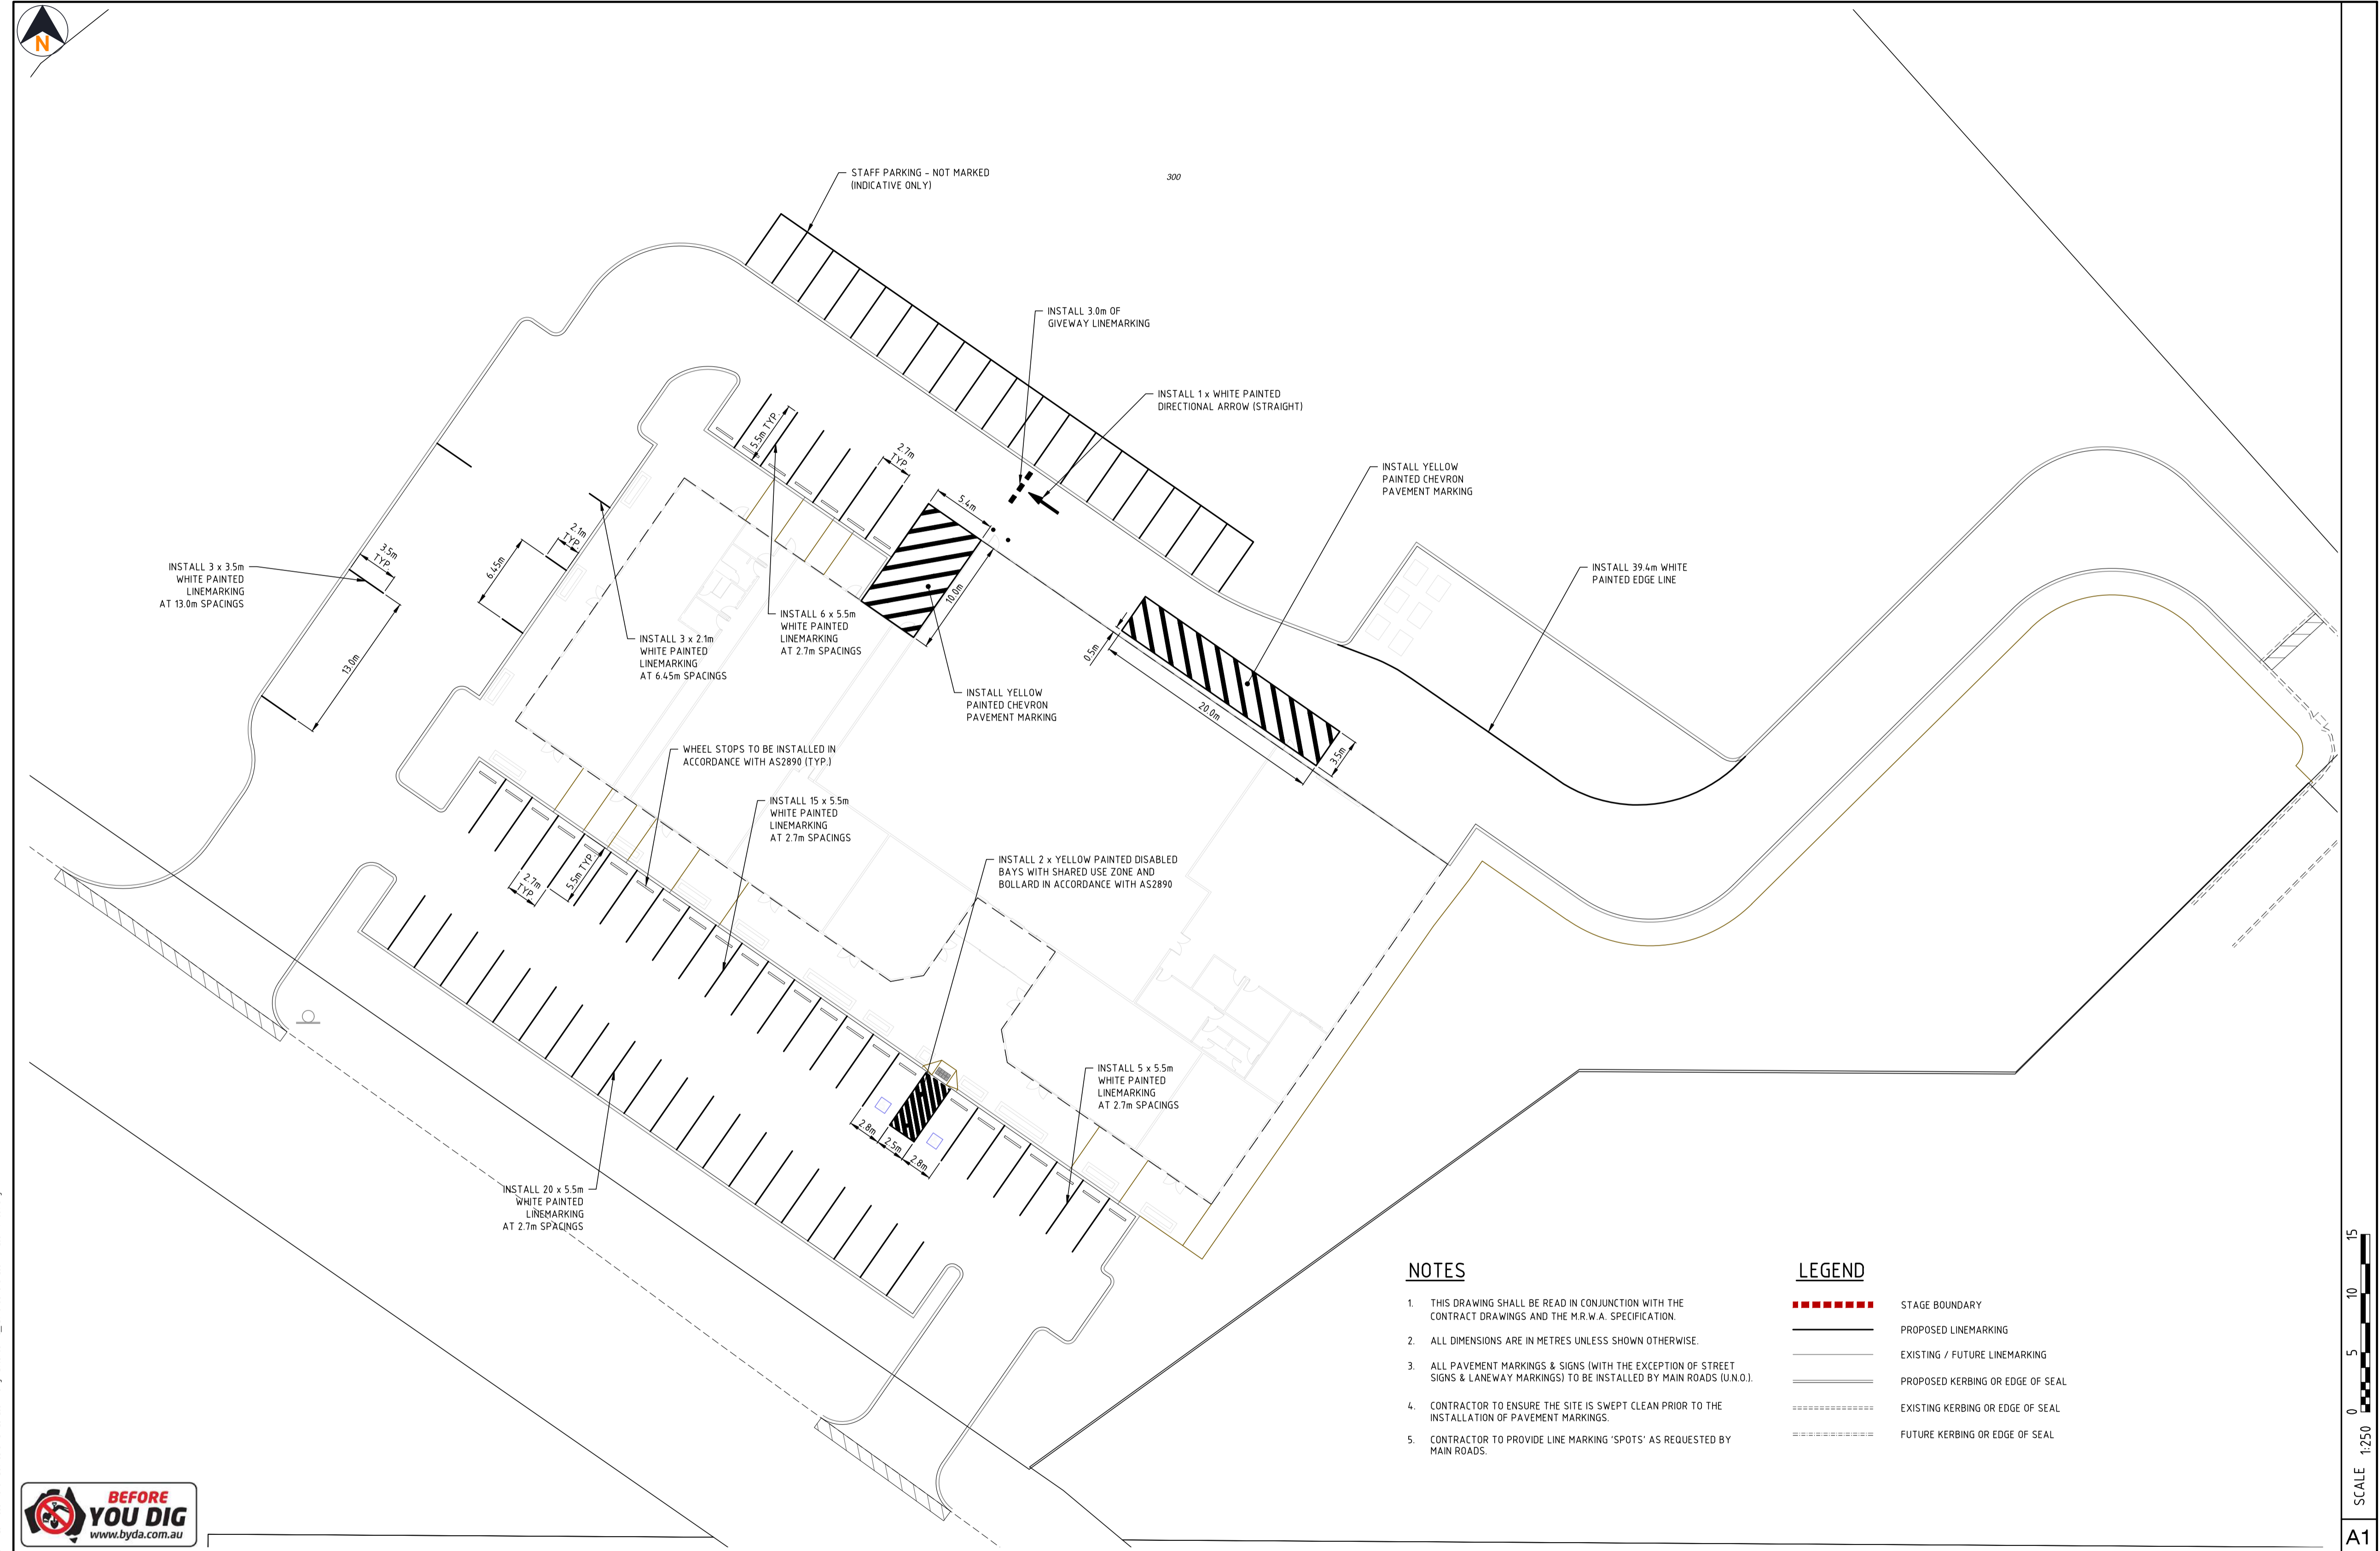 N
STAFF PARKING - NOT MARKED
(INDICATIVE ONLY)
300
INSTALL 3.0m OF
GIVEWAY LINEMARKING
INSTALL 1 x WHITE PAINTED
DIRECTIONAL ARROW (STRAIGHT)
5.5m TYP.
2.7m
TYP.
5.4m
INSTALL YELLOW
PAINTED CHEVRON
PAVEMENT MARKING
2.1m
TYP.
3.5m
TYP.
6.45m
INSTALL 3 x 3.5m
WHITE PAINTED
LINEMARKING
AT 13.0m SPACINGS
INSTALL 39.4m WHITE
PAINTED EDGE LINE
10.0m
INSTALL 6 x 5.5m
WHITE PAINTED
LINEMARKING
AT 2.7m SPACINGS
INSTALL 3 x 2.1m
WHITE PAINTED
LINEMARKING
AT 6.45m SPACINGS
13.0m
0.5m
INSTALL YELLOW
PAINTED CHEVRON
PAVEMENT MARKING
20.0m
3.5m
WHEEL STOPS TO BE INSTALLED IN
ACCORDANCE WITH AS2890 (TYP.)
INSTALL 15 x 5.5m
WHITE PAINTED
LINEMARKING
AT 2.7m SPACINGS
2.7m
TYP.
5.5m TYP.
INSTALL 2 x YELLOW PAINTED DISABLED
BAYS WITH SHARED USE ZONE AND
BOLLARD IN ACCORDANCE WITH AS2890
INSTALL 5 x 5.5m
WHITE PAINTED
LINEMARKING
AT 2.7m SPACINGS
2.8m
2.5m
2.8m
INSTALL 20 x 5.5m
WHITE PAINTED
LINEMARKING
AT 2.7m SPACINGS
NOTES
1. THIS DRAWING SHALL BE READ IN CONJUNCTION WITH THE
CONTRACT DRAWINGS AND THE M.R.W.A. SPECIFICATION.
2. ALL DIMENSIONS ARE IN METRES UNLESS SHOWN OTHERWISE.
3. ALL PAVEMENT MARKINGS & SIGNS (WITH THE EXCEPTION OF STREET
SIGNS & LANEWAY MARKINGS) TO BE INSTALLED BY MAIN ROADS (U.N.O.).
4. CONTRACTOR TO ENSURE THE SITE IS SWEPT CLEAN PRIOR TO THE
INSTALLATION OF PAVEMENT MARKINGS.
5. CONTRACTOR TO PROVIDE LINE MARKING 'SPOTS' AS REQUESTED BY
MAIN ROADS.
LEGEND
STAGE BOUNDARY
PROPOSED LINEMARKING
EXISTING / FUTURE LINEMARKING
PROPOSED KERBING OR EDGE OF SEAL
EXISTING KERBING OR EDGE OF SEAL
FUTURE KERBING OR EDGE OF SEAL
SCALE 1:250
0 5 10 15
A1
BEFORE
YOU DIG
www.byda.com.au